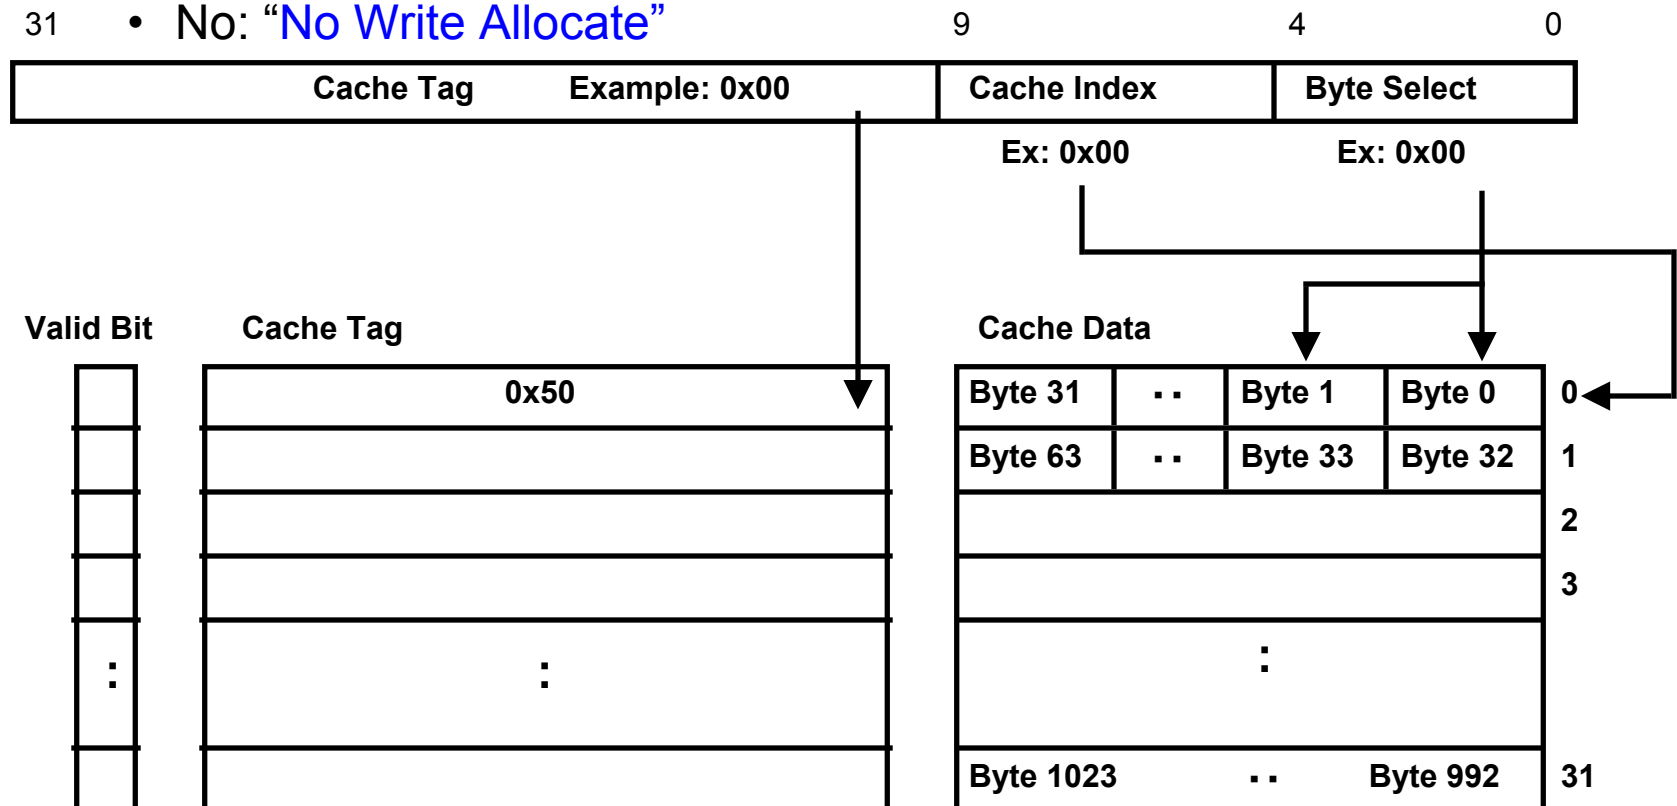 31 • No: “No Write Allocate” 9 4 0
Cache Tag Example: 0x00 Cache Index Byte Select
Ex: 0x00 Ex: 0x00
Valid Bit Cache Tag Cache Data
0x50 Byte 31 .. Byte 1 Byte 0 0
Byte 63 .. Byte 33 Byte 32 1
2
3
: : :
Byte 1023 .. Byte 992 31